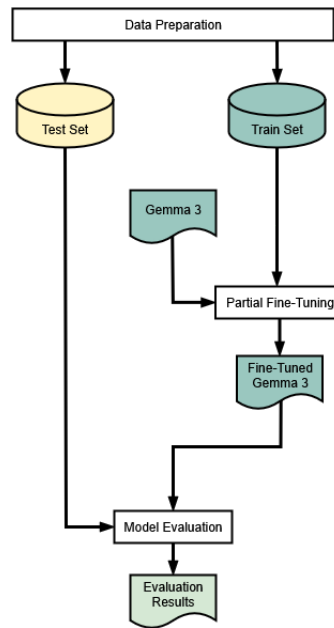 Data Preparation
Test Set
Train Set
Gemma 3
Partial Fine-Tuning
Fine-Tuned
Gemma 3
Model Evaluation
Evaluation
Results